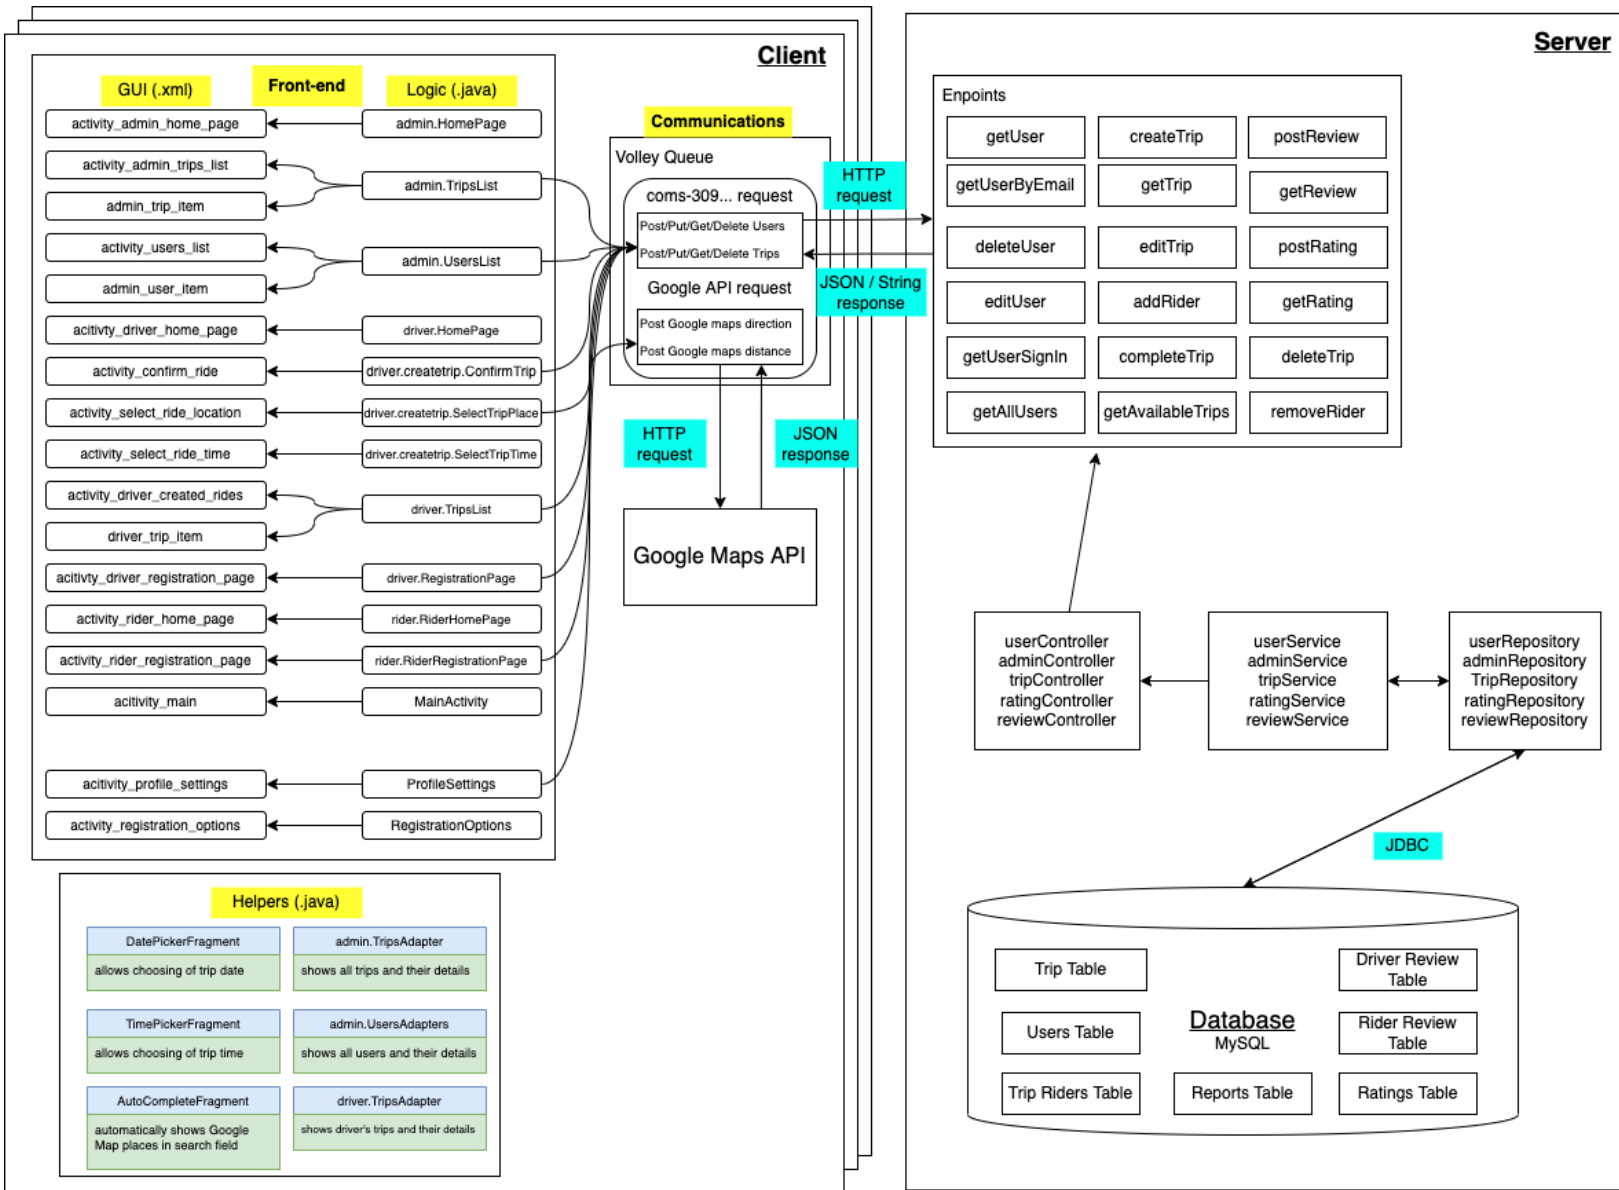 Client
GUI (.xml)
Front-end
Logic (.java)
activity_admin_home_page
admin.HomePage
activity_admin_trips_list
admin.TripsList
admin_trip_item
activity_users_list
admin.UsersList
admin_user_item
acitivty_driver_home_page
driver.HomePage
activity_confirm_ride
driver.createtrip.ConfirmTrip
activity_select_ride_location
driver.createtrip.SelectTripPlace
activity_select_ride_time
driver.createtrip.SelectTripTime
activity_driver_created_rides
driver.TripsList
driver_trip_item
acitivty_driver_registration_page
driver.RegistrationPage
activity_rider_home_page
rider.RiderHomePage
activity_rider_registration_page
rider.RiderRegistrationPage
acitivity_main
MainActivity
acitivity_profile_settings
ProfileSettings
activity_registration_options
RegistrationOptions
Helpers (.java)
DatePickerFragment
allows choosing of trip date
admin.TripsAdapter
shows all trips and their details
TimePickerFragment
allows choosing of trip time
admin.UsersAdapters
shows all users and their details
AutoCompleteFragment
automatically shows Google
Map places in search field
driver.TripsAdapter
shows driver's trips and their details
Communications
Volley Queue
coms-309... request
Post/Put/Get/Delete Users
Post/Put/Get/Delete Trips
Google API request
Post Google maps direction
Post Google maps distance
HTTP
request
JSON / String
response
HTTP
request
JSON
response
Google Maps API
Server
Enpoints
getUser
createTrip
postReview
getUserByEmail
getTrip
getReview
deleteUser
editTrip
postRating
editUser
addRider
getRating
getUserSignIn
completeTrip
deleteTrip
getAllUsers
getAvailableTrips
removeRider
userController
adminController
tripController
ratingController
reviewController
userService
adminService
tripService
ratingService
reviewService
userRepository
adminRepository
TripRepository
ratingRepository
reviewRepository
JDBC
Trip Table
Driver Review
Table
Users Table
Database
MySQL
Rider Review
Table
Trip Riders Table
Reports Table
Ratings Table